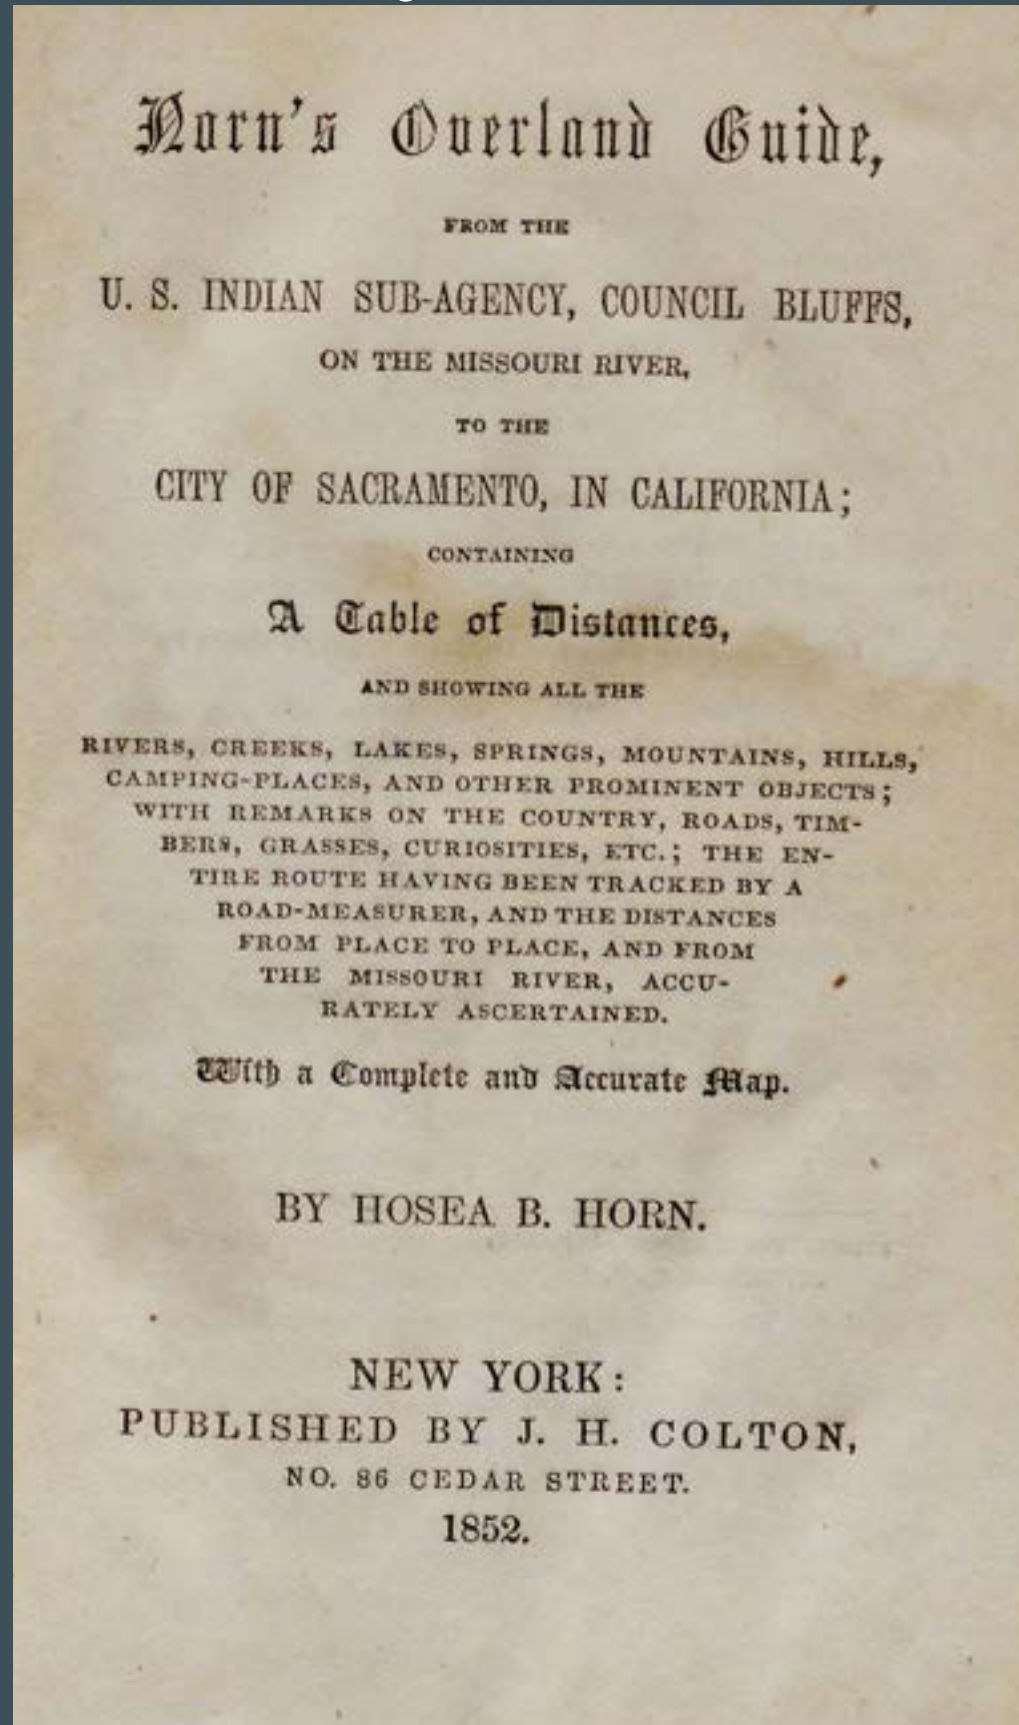 Horn's Overland Guide,
FROM THE
U. S. INDIAN SUB-AGENCY, COUNCIL BLUFFS,
ON THE MISSOURI RIVER,
TO THE
CITY OF SACRAMENTO, IN CALIFORNIA;
CONTAINING
A Table of Distances,
AND SHOWING ALL THE
RIVERS, CREEKS, LAKES, SPRINGS, MOUNTAINS, HILLS,
CAMPING-PLACES, AND OTHER PROMINENT OBJECTS;
WITH REMARKS ON THE COUNTRY, ROADS, TIM-
BERS, GRASSES, CURIOSITIES, ETC.; THE EN-
TIRE ROUTE HAVING BEEN TRACKED BY A
ROAD-MEASURER, AND THE DISTANCES
FROM PLACE TO PLACE, AND FROM
THE MISSOURI RIVER, ACCU-
RATELY ASCERTAINED.
With a Complete and Accurate Map.
BY HOSEA B. HORN.
NEW YORK:
PUBLISHED BY J. H. COLTON,
NO. 86 CEDAR STREET.
1852.